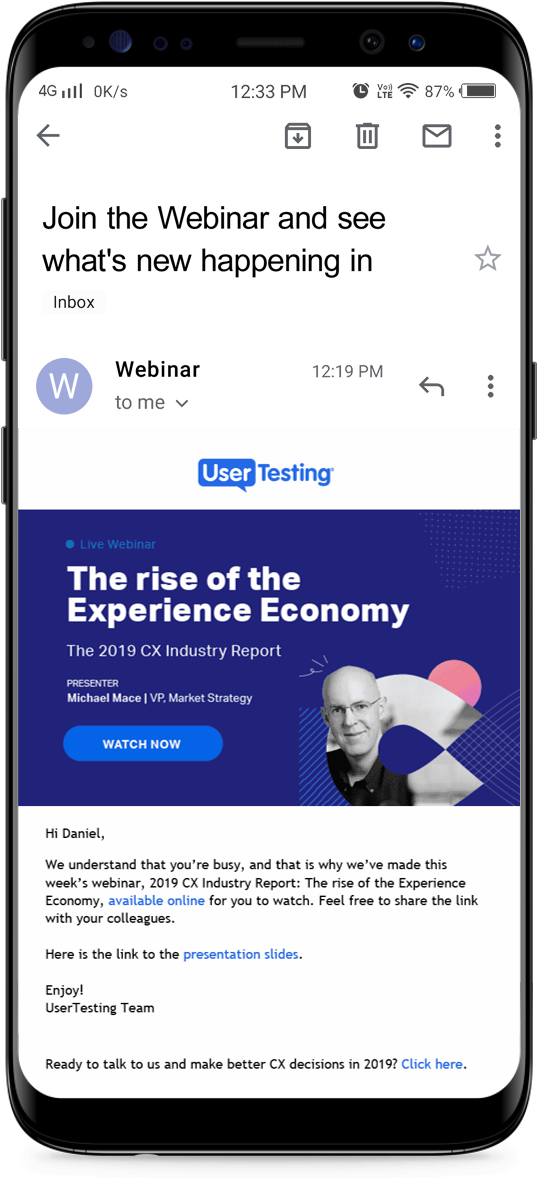 4G 0K/s 12:33 PM Vo)) LTE 87%
Join the Webinar and see
what's new happening in
Inbox
W
Webinar 12:19 PM
to me
UserTesting
Live Webinar
The rise of the
Experience Economy
The 2019 CX Industry Report
PRESENTER
Michael Mace | VP, Market Strategy
WATCH NOW
Hi Daniel,
We understand that you’re busy, and that is why we’ve made this
week’s webinar, 2019 CX Industry Report: The rise of the Experience
Economy, available online for you to watch. Feel free to share the link
with your colleagues.
Here is the link to the presentation slides.
Enjoy!
UserTesting Team
Ready to talk to us and make better CX decisions in 2019? Click here.